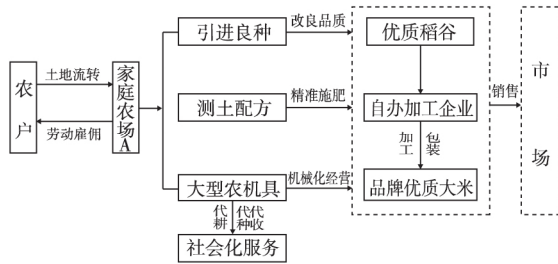 农户
土地流转
劳动雇佣
家庭农场A
引进良种
改良品质
测土配方
精准施肥
大型农机具
机械化经营
代耕
代种
代收
社会化服务
优质稻谷
自办加工企业
加工
包装
品牌优质大米
销售
市场